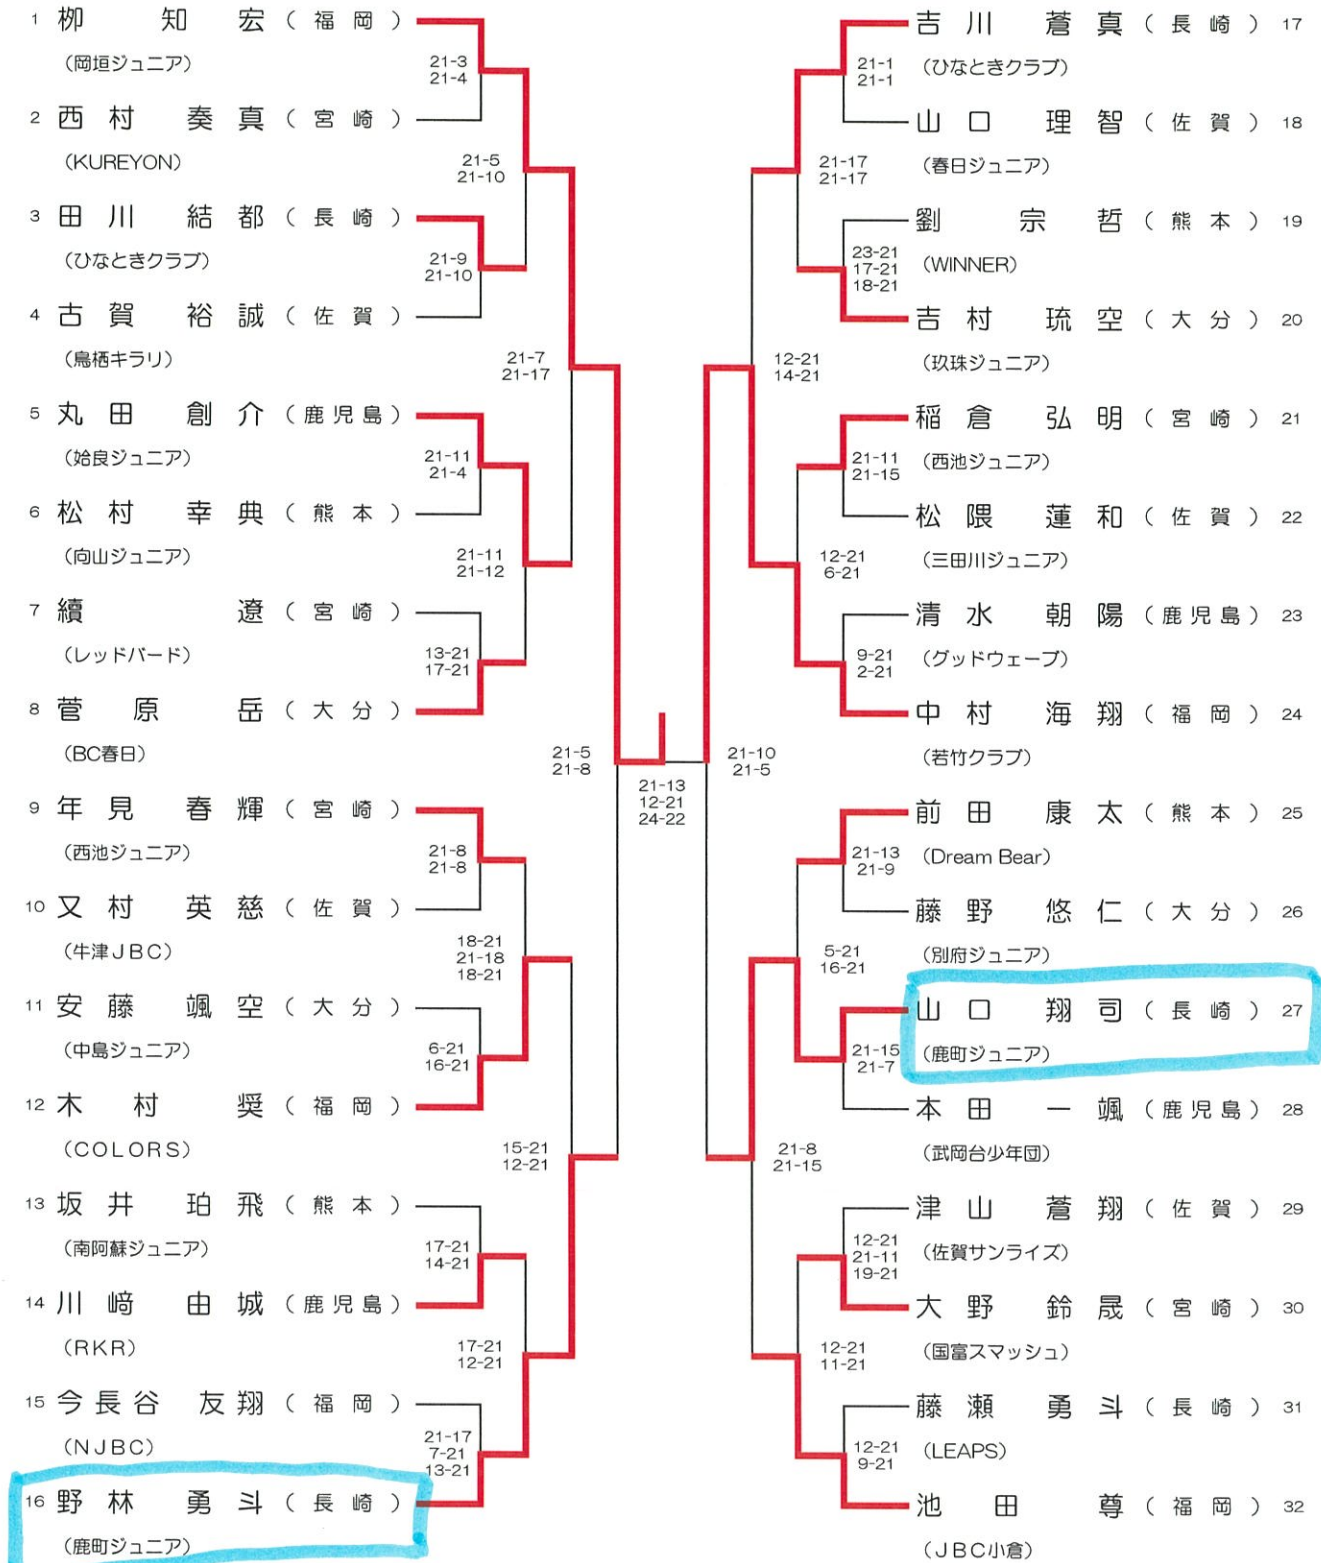 1 栁 知 宏 ( 福 岡 )
(岡垣ジュニア)
21-3
21-4
2 西 村 奏 真 ( 宮 崎 )
(KUREYON)
21-5
21-10
3 田 川 結 都 ( 長 崎 )
(ひなときクラブ)
21-9
21-10
4 古 賀 裕 誠 ( 佐 賀 )
(鳥栖キラリ)
21-7
21-17
5 丸 田 創 介 (鹿児島)
(姶良ジュニア)
21-11
21-4
6 松 村 幸 典 ( 熊 本 )
(向山ジュニア)
21-11
21-12
7 續 遼 ( 宮 崎 )
(レッドバード)
13-21
17-21
8 菅 原 岳 ( 大 分 )
(BC春日)
21-5
21-8
9 年 見 春 輝 ( 宮 崎 )
(西池ジュニア)
21-8
21-8
10 又 村 英 慈 ( 佐 賀 )
(牛津JBC)
18-21
21-18
18-21
11 安 藤 颯 空 ( 大 分 )
(中島ジュニア)
6-21
16-21
12 木 村 奨 ( 福 岡 )
(COLORS)
15-21
12-21
13 坂 井 珀 飛 ( 熊 本 )
(南阿蘇ジュニア)
17-21
14-21
14 川 﨑 由 城 (鹿児島)
(RKR)
17-21
12-21
15 今長谷 友翔 ( 福 岡 )
(NJBC)
21-17
7-21
13-21
16 野 林 勇 斗 ( 長 崎 )
(鹿町ジュニア)
21-13
12-21
24-22
吉 川 蒼 真 ( 長 崎 ) 17
(ひなときクラブ)
21-1
21-1
山 口 理 智 ( 佐 賀 ) 18
(春日ジュニア)
21-17
21-17
劉 宗 哲 ( 熊 本 ) 19
(WINNER)
23-21
17-21
18-21
吉 村 琉 空 ( 大 分 ) 20
(玖珠ジュニア)
12-21
14-21
稲 倉 弘 明 ( 宮 崎 ) 21
(西池ジュニア)
21-11
21-15
松 隈 蓮 和 ( 佐 賀 ) 22
(三田川ジュニア)
12-21
6-21
清 水 朝 陽 (鹿児島) 23
(グッドウェーブ)
9-21
2-21
中 村 海 翔 ( 福 岡 ) 24
(若竹クラブ)
21-10
21-5
前 田 康 太 ( 熊 本 ) 25
(Dream Bear)
21-13
21-9
藤 野 悠 仁 ( 大 分 ) 26
(別府ジュニア)
5-21
16-21
山 口 翔 司 ( 長 崎 ) 27
(鹿町ジュニア)
21-15
21-7
本 田 一 颯 (鹿児島) 28
(武岡台少年団)
21-8
21-15
津 山 蒼 翔 ( 佐 賀 ) 29
(佐賀サンライズ)
12-21
21-11
19-21
大 野 鈴 晟 ( 宮 崎 ) 30
(国富スマッシュ)
12-21
11-21
藤 瀬 勇 斗 ( 長 崎 ) 31
(LEAPS)
12-21
9-21
池 田 尊 ( 福 岡 ) 32
(JBC小倉)